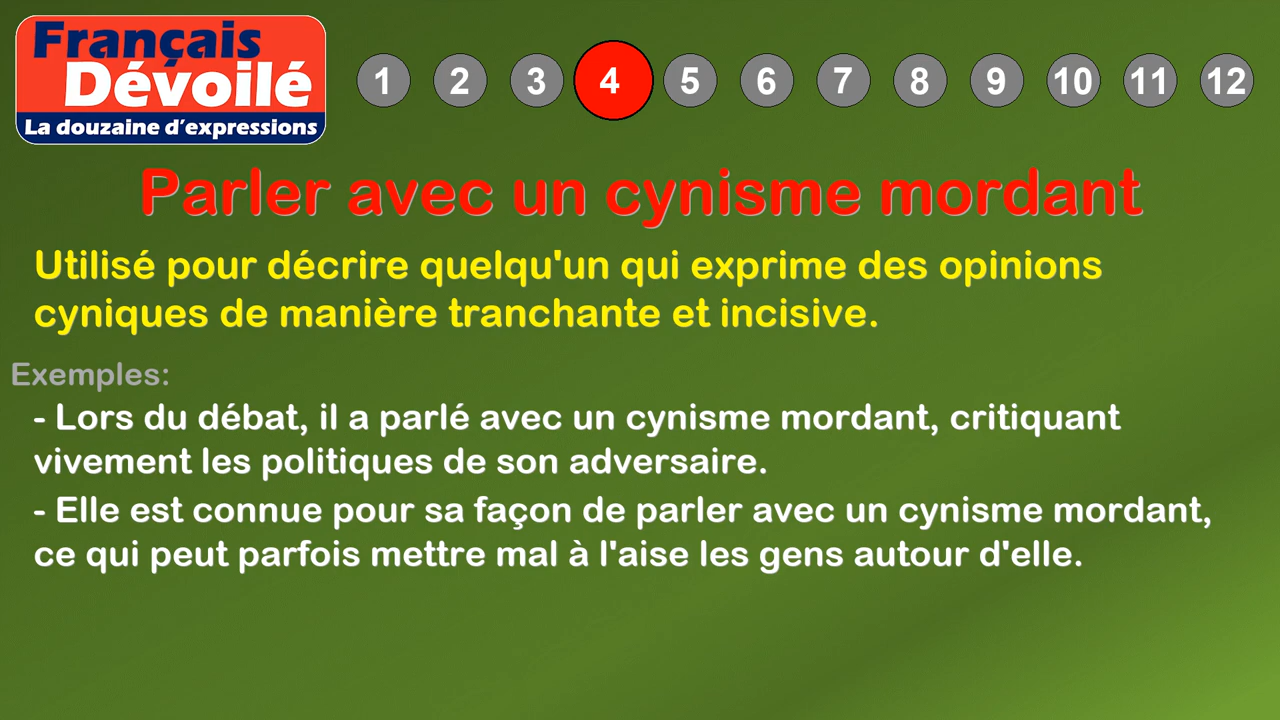 Français
Dévoilé
La douzaine d'expressions
1 2 3 4 5 6 7 8 9 10 11 12
Parler avec un cynisme mordant
Utilisé pour décrire quelqu'un qui exprime des opinions
cyniques de manière tranchante et incisive.
Exemples:
- Lors du débat, il a parlé avec un cynisme mordant, critiquant
vivement les politiques de son adversaire.
- Elle est connue pour sa façon de parler avec un cynisme mordant,
ce qui peut parfois mettre mal à l'aise les gens autour d'elle.